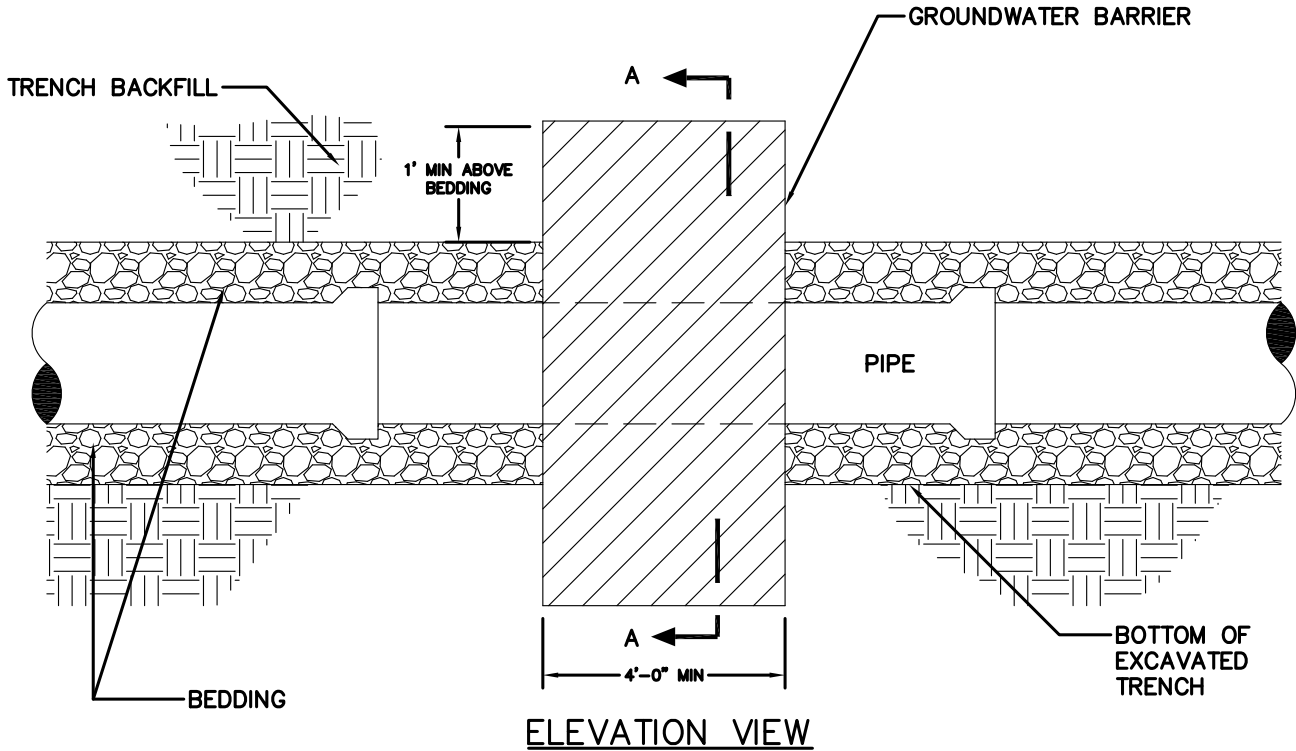 GROUNDWATER BARRIER
A
TRENCH BACKFILL
1' MIN ABOVE
BEDDING
PIPE
A
4'-0" MIN
BOTTOM OF
EXCAVATED
TRENCH
BEDDING
ELEVATION VIEW